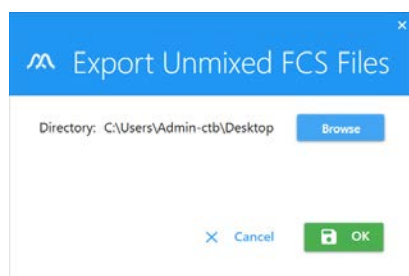 Export Unmixed FCS Files
Directory: C:\Users\Admin-ctb\Desktop Browse
Cancel OK